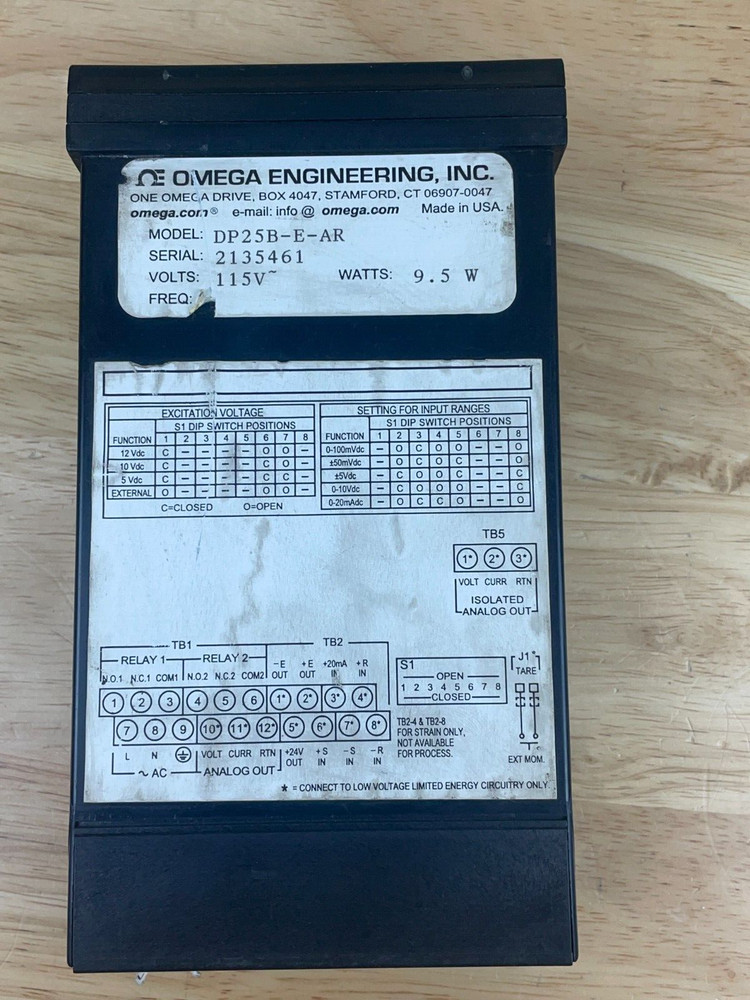 OMEGA ENGINEERING, INC.
ONE OMEGA DRIVE, BOX 4047, STAMFORD, CT 06907-0047
omega.com® e-mail: info @ omega.com Made in USA.
MODEL: DP25B-E-AR
SERIAL: 2135461
VOLTS: 115V~ WATTS: 9.5 W
FREQ:
EXCITATION VOLTAGE
S1 DIP SWITCH POSITIONS
FUNCTION 1 2 3 4 5 6 7 8
12 Vdc C – – – – O O –
10 Vdc C – – – – O C –
5 Vdc C – – – – C C –
EXTERNAL O – – – – O O –
C=CLOSED O=OPEN
SETTING FOR INPUT RANGES
S1 DIP SWITCH POSITIONS
FUNCTION 1 2 3 4 5 6 7 8
0-100mVdc – O O O O – – O
±50mVdc – O C O C – – O
±5Vdc – C O O C – – C
0-10Vdc – C O O O – – C
0-20mAdc – O C C O – – O
TB5
1* 2* 3*
VOLT CURR RTN
ISOLATED
ANALOG OUT
TB1 TB2
RELAY 1 RELAY 2
N.O.1 N.C.1 COM1 N.O.2 N.C.2 COM2 –E OUT +E OUT +20mA IN +R IN
1 2 3 4 5 6 1* 2* 3* 4*
7 8 9 10* 11* 12* 5* 6* 7* 8*
L N VOLT CURR RTN +24V OUT +S IN –S IN –R IN
~ AC ANALOG OUT
S1
OPEN
1 2 3 4 5 6 7 8
CLOSED
TB2-4 & TB2-8
FOR STRAIN ONLY,
NOT AVAILABLE
FOR PROCESS.
J1*
TARE
EXT MOM.
* = CONNECT TO LOW VOLTAGE LIMITED ENERGY CIRCUITRY ONLY